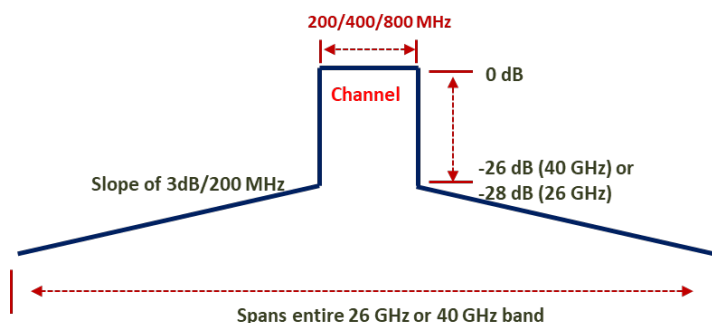 200/400/800 MHz
0 dB
Channel
-26 dB (40 GHz) or
-28 dB (26 GHz)
Slope of 3dB/200 MHz
Spans entire 26 GHz or 40 GHz band